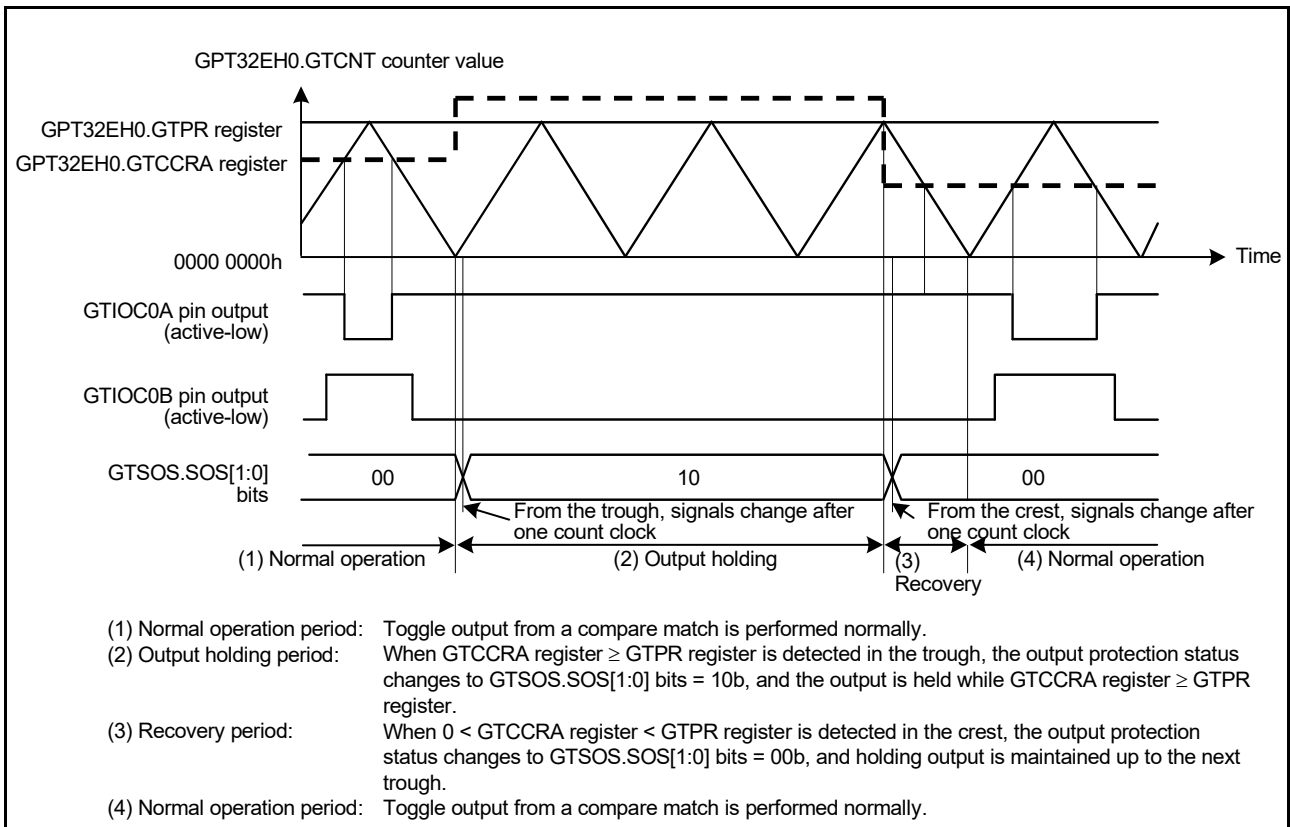 GPT32EH0.GTCNT counter value
GPT32EH0.GTPR register
GPT32EH0.GTCCRA register
0000 0000h
Time
GTIOC0A pin output
(active-low)
GTIOC0B pin output
(active-low)
GTSOS.SOS[1:0]
bits
00
10
00
From the trough, signals change after
one count clock
From the crest, signals change after
one count clock
(1) Normal operation
(2) Output holding
(3)
Recovery
(4) Normal operation
(1) Normal operation period: Toggle output from a compare match is performed normally.
(2) Output holding period: When GTCCRA register ≥ GTPR register is detected in the trough, the output protection status
changes to GTSOS.SOS[1:0] bits = 10b, and the output is held while GTCCRA register ≥ GTPR
register.
(3) Recovery period: When 0 < GTCCRA register < GTPR register is detected in the crest, the output protection
status changes to GTSOS.SOS[1:0] bits = 00b, and holding output is maintained up to the next
trough.
(4) Normal operation period: Toggle output from a compare match is performed normally.